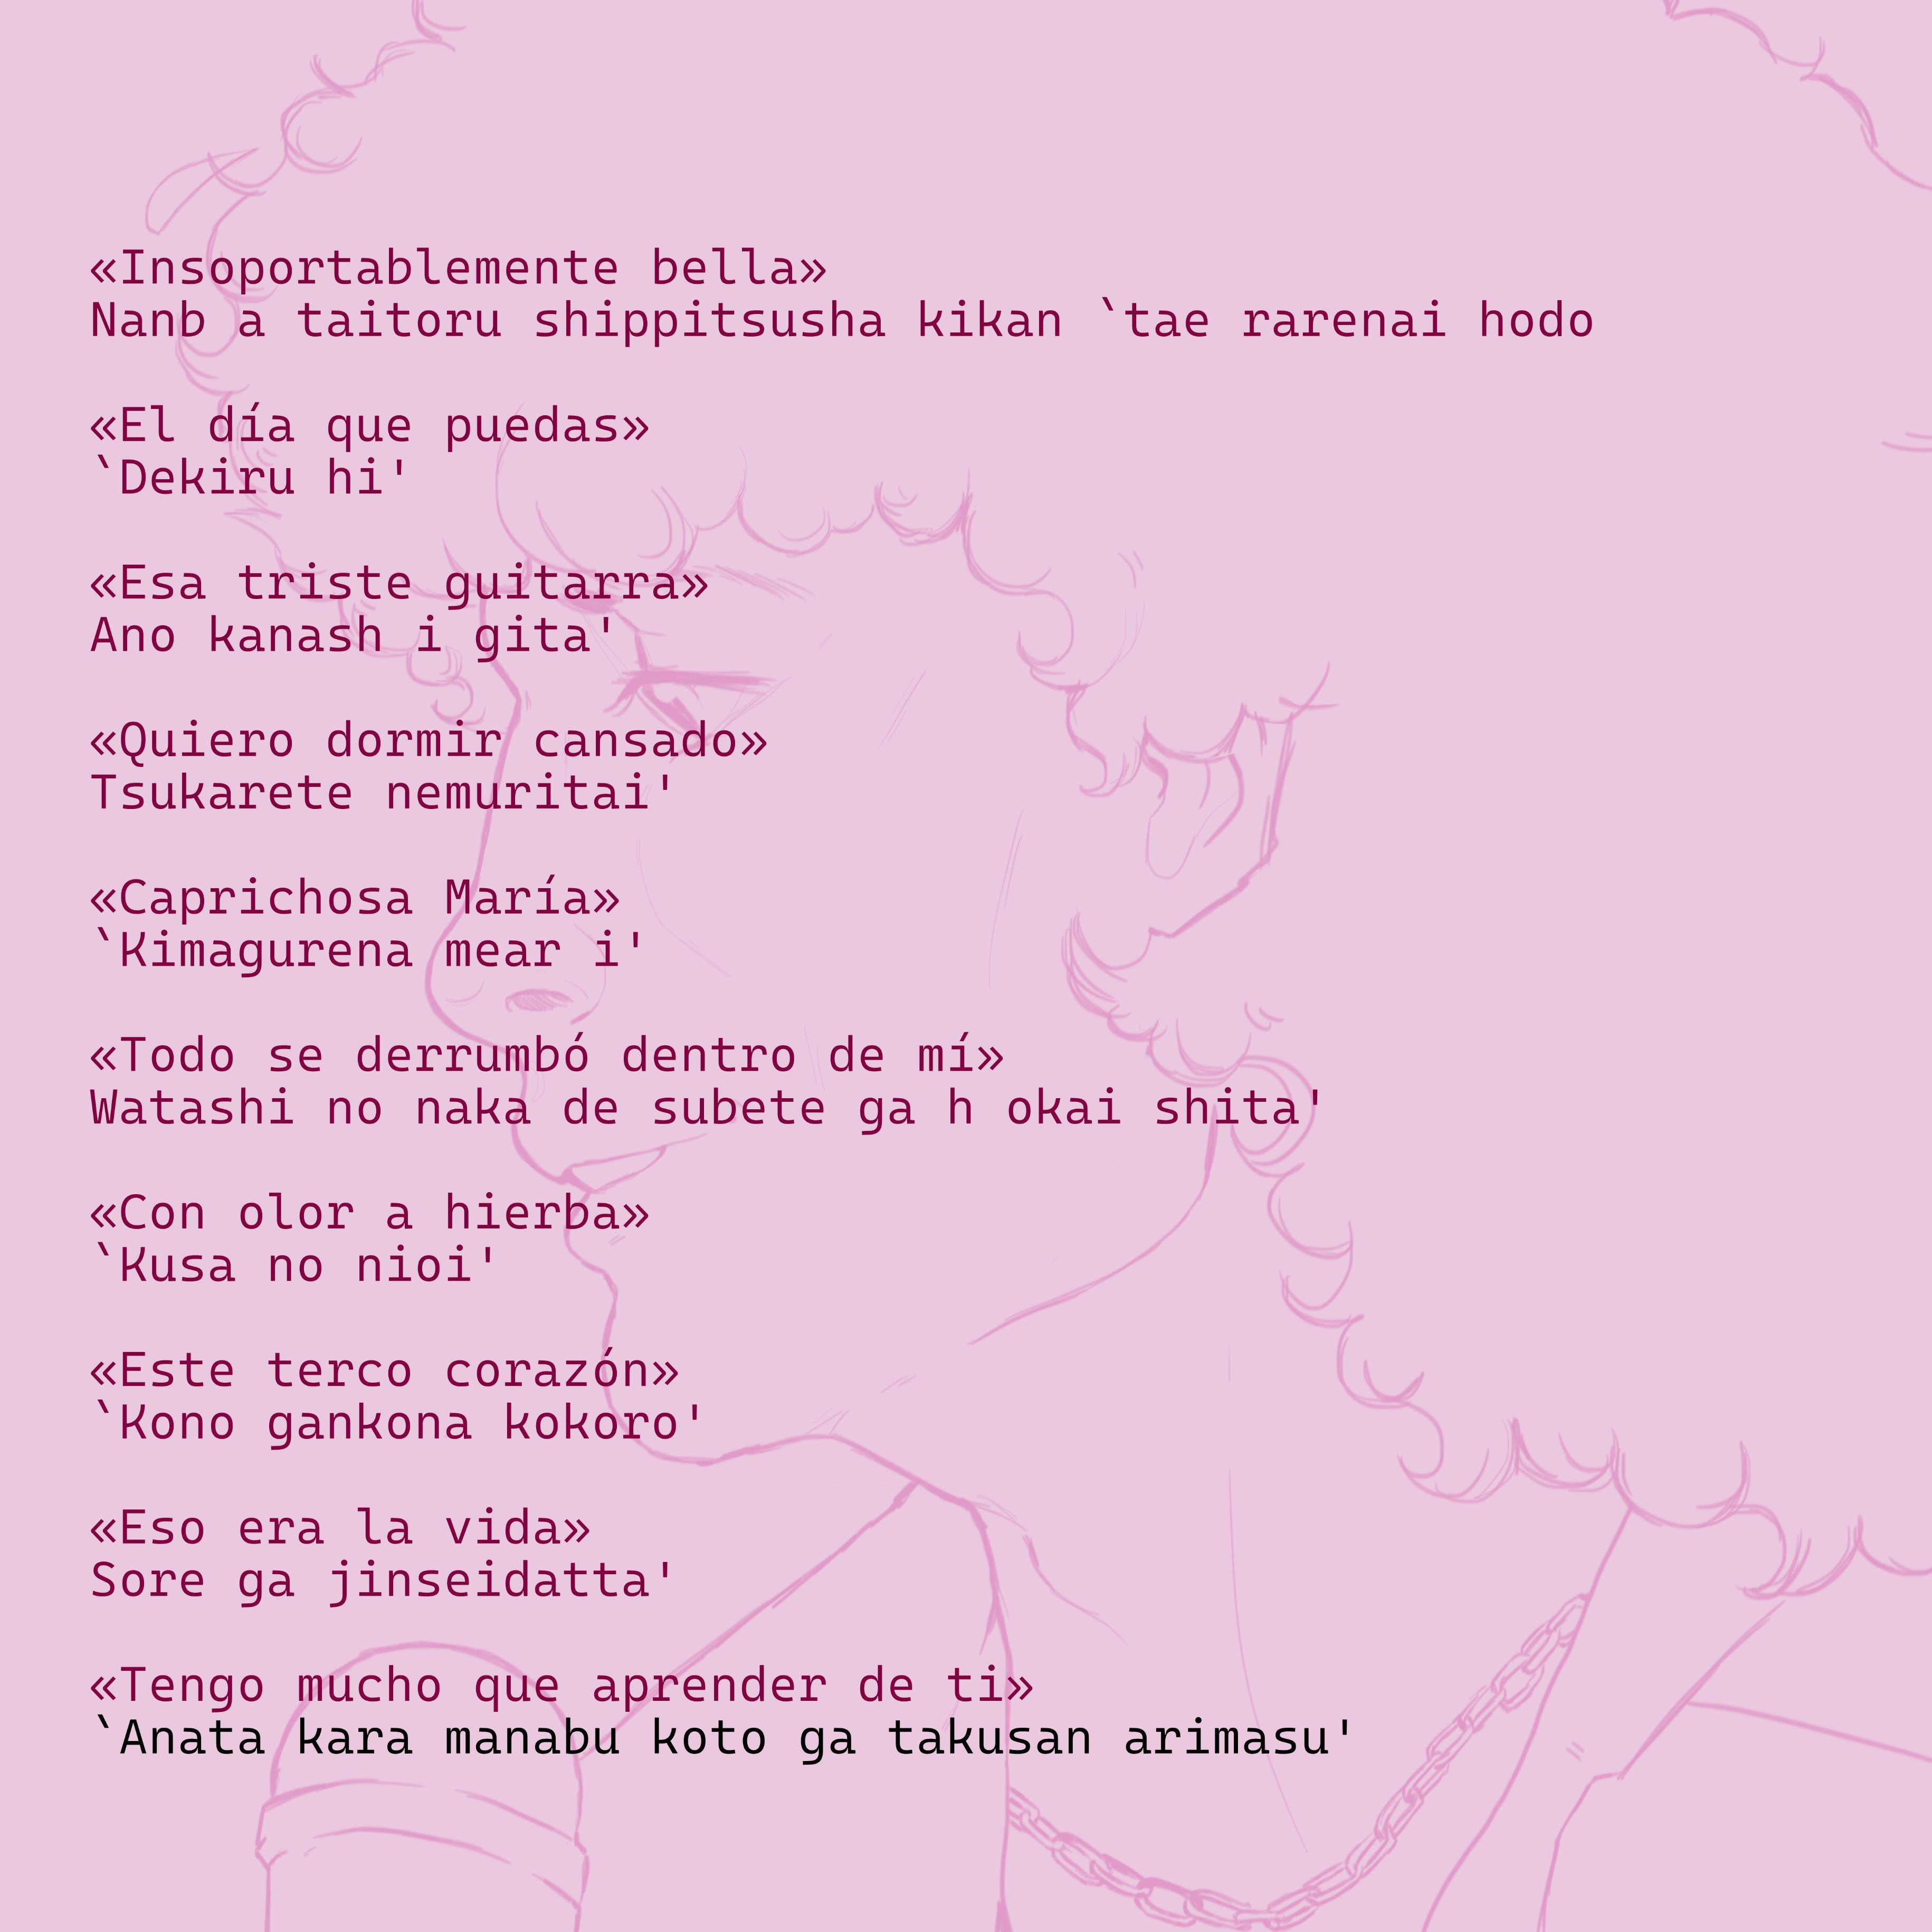 «Insoportablemente bella»
Nanb a taitoru shippitsusha kikan `tae rarenai hodo
«El día que puedas»
`Dekiru hi'
«Esa triste guitarra»
Ano kanash i gita'
«Quiero dormir cansado»
Tsukarete nemuritai'
«Caprichosa María»
`Kimagurena mear i'
«Todo se derrumbó dentro de mí»
Watashi no naka de subete ga h okai shita'
«Con olor a hierba»
`Kusa no nioi'
«Este terco corazón»
`Kono gankona kokoro'
«Eso era la vida»
Sore ga jinseidatta'
«Tengo mucho que aprender de ti»
`Anata kara manabu koto ga takusan arimasu'